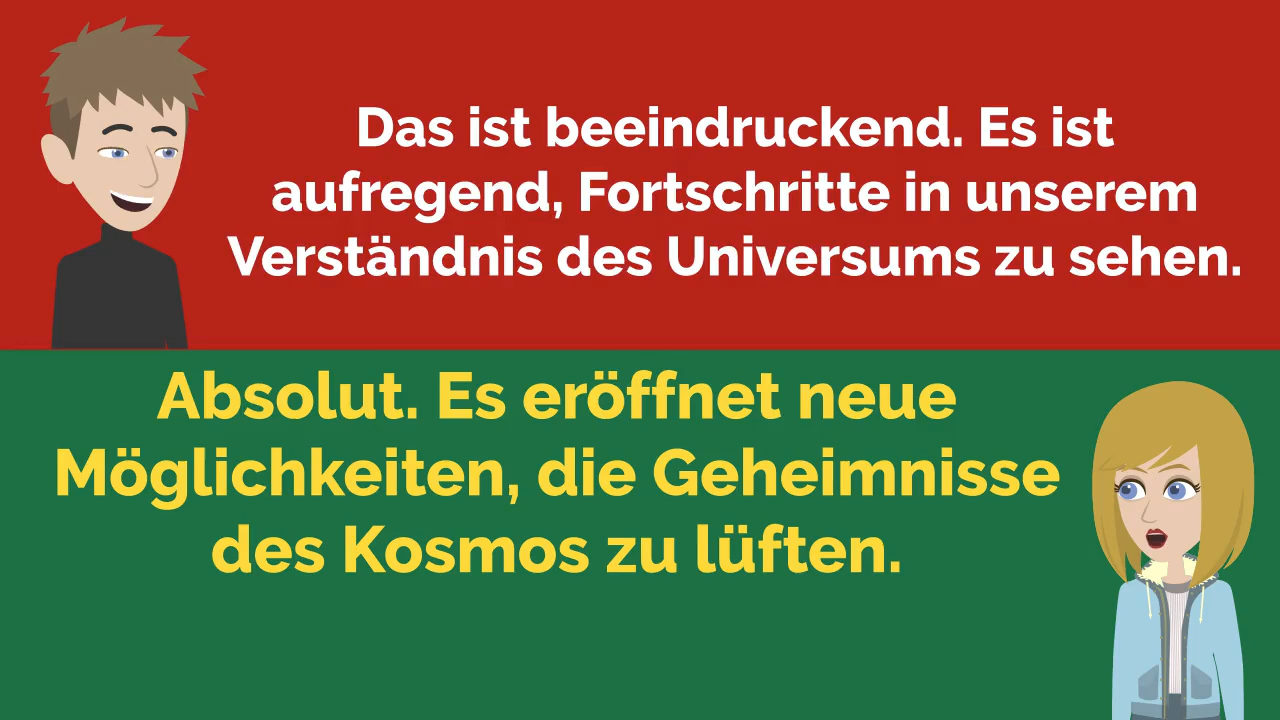 Das ist beeindruckend. Es ist
aufregend, Fortschritte in unserem
Verständnis des Universums zu sehen.
Absolut. Es eröffnet neue
Möglichkeiten, die Geheimnisse
des Kosmos zu lüften.